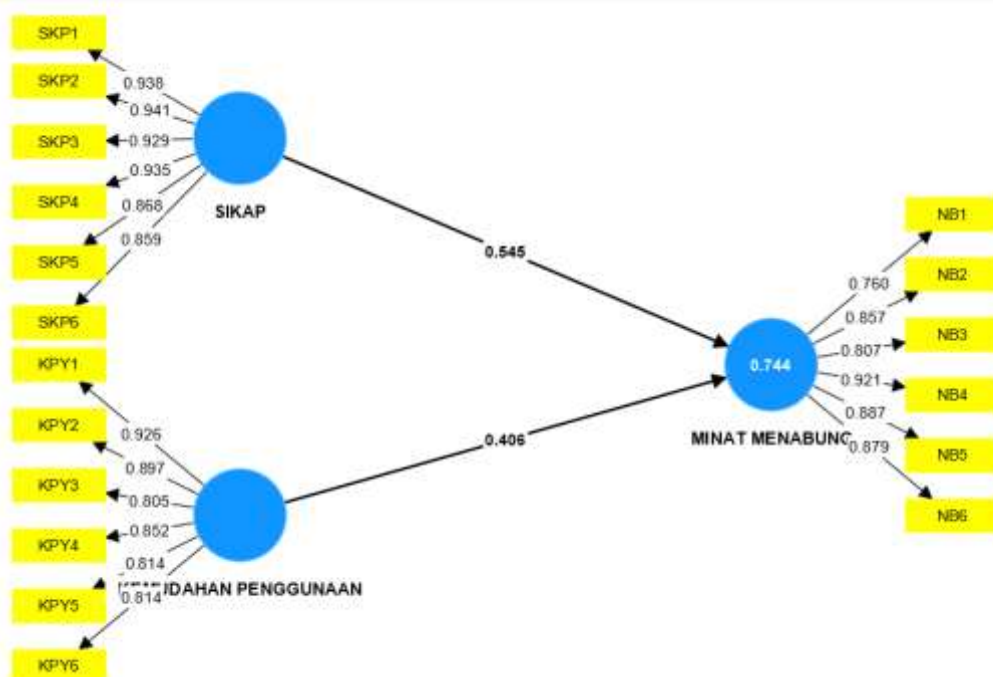 SKP1
SKP2
SKP3
SKP4
SKP5
SKP6
0.938
0.941
0.929
0.935
0.868
0.859
SIKAP
0.545
KPY1
KPY2
KPY3
KPY4
KPY5
KPY6
0.926
0.897
0.805
0.852
0.814
0.814
PENGGUNAAN
0.406
0.744
MINAT MENABUNG
0.760
0.857
0.807
0.921
0.887
0.879
NB1
NB2
NB3
NB4
NB5
NB6